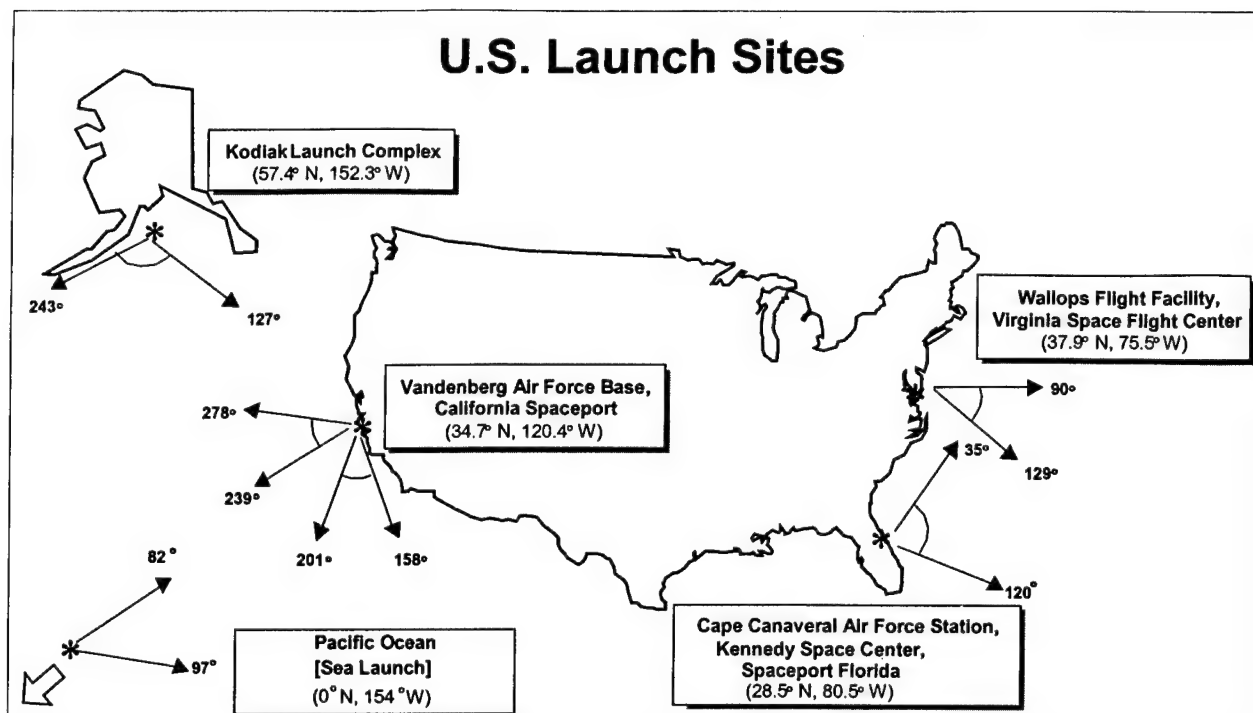 U.S. Launch Sites
Kodiak Launch Complex
(57.4° N, 152.3° W)
243°
127°
Wallops Flight Facility,
Virginia Space Flight Center
(37.9° N, 75.5° W)
90°
129°
35°
Vandenberg Air Force Base,
California Spaceport
(34.7° N, 120.4° W)
278°
239°
201°
158°
120°
82°
97°
Pacific Ocean
[Sea Launch]
(0° N, 154° W)
Cape Canaveral Air Force Station,
Kennedy Space Center,
Spaceport Florida
(28.5° N, 80.5° W)